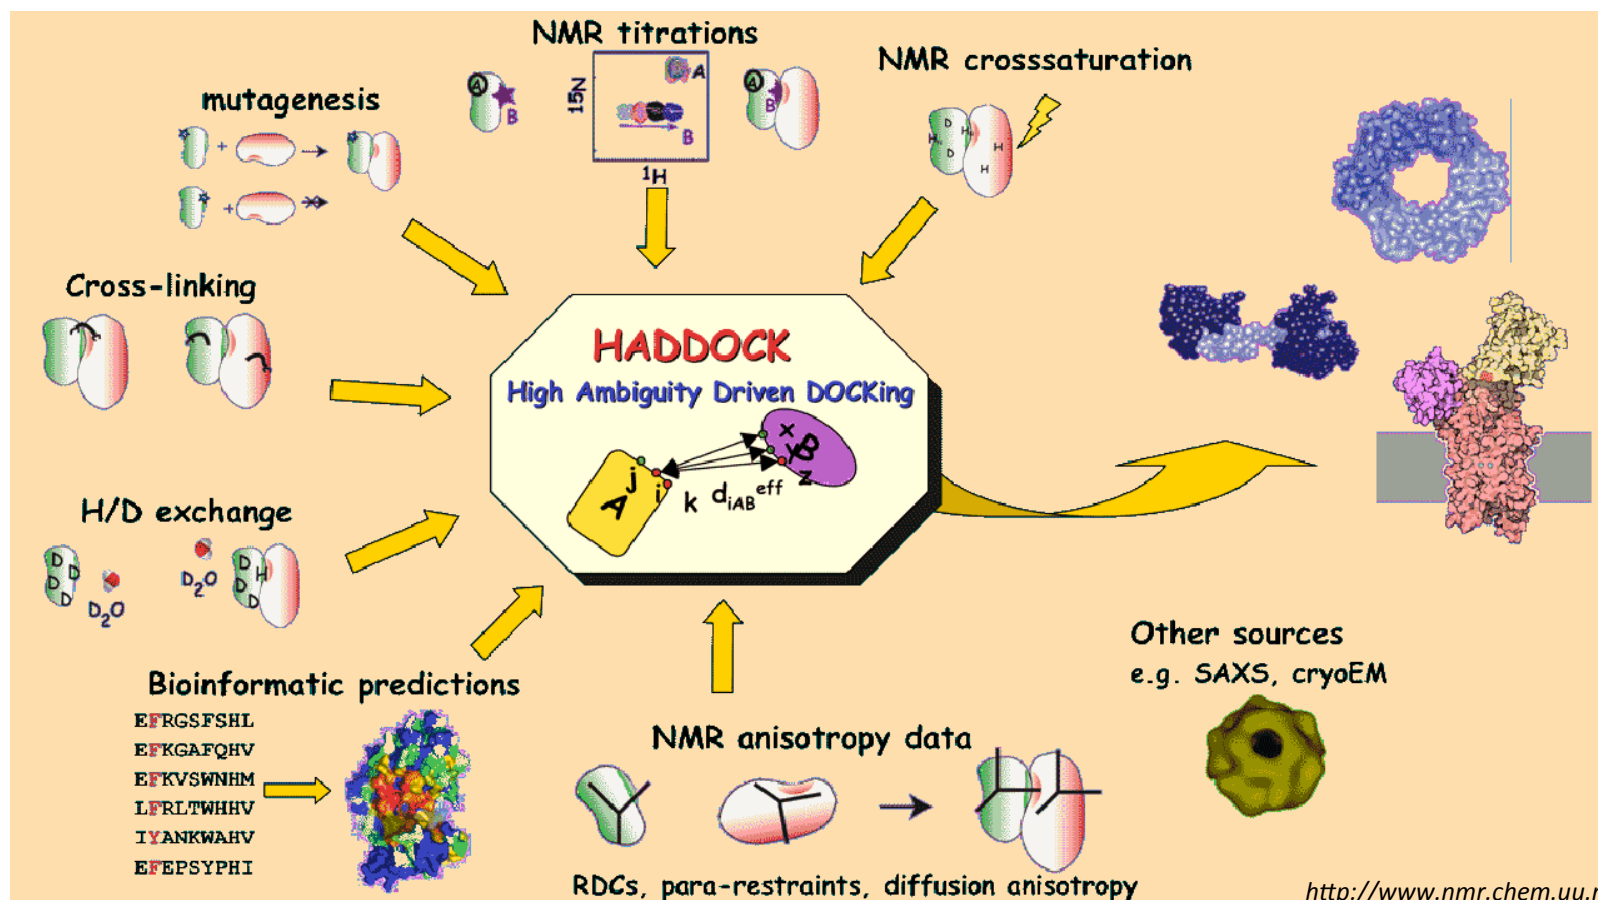 NMR titrations
A
B
15N
A
B
1H
A
B
NMR crosssaturation
D
H
H
D
H
H
mutagenesis
+
+
Cross-linking
HADDOCK
High Ambiguity Driven DOCKing
x
y
B
z
j
i
A
k
diABeff
H/D exchange
D
D
D
D
D2O
D2O
D
H
D
D
Bioinformatic predictions
EFRGSFSHL
EFKGAFQHV
EFKVSWNHM
LFRLTWHHV
IYANKWAHV
EFEPSYPHI
NMR anisotropy data
RDCs, para-restraints, diffusion anisotropy
Other sources
e.g. SAXS, cryoEM
http://www.nmr.chem.uu.n